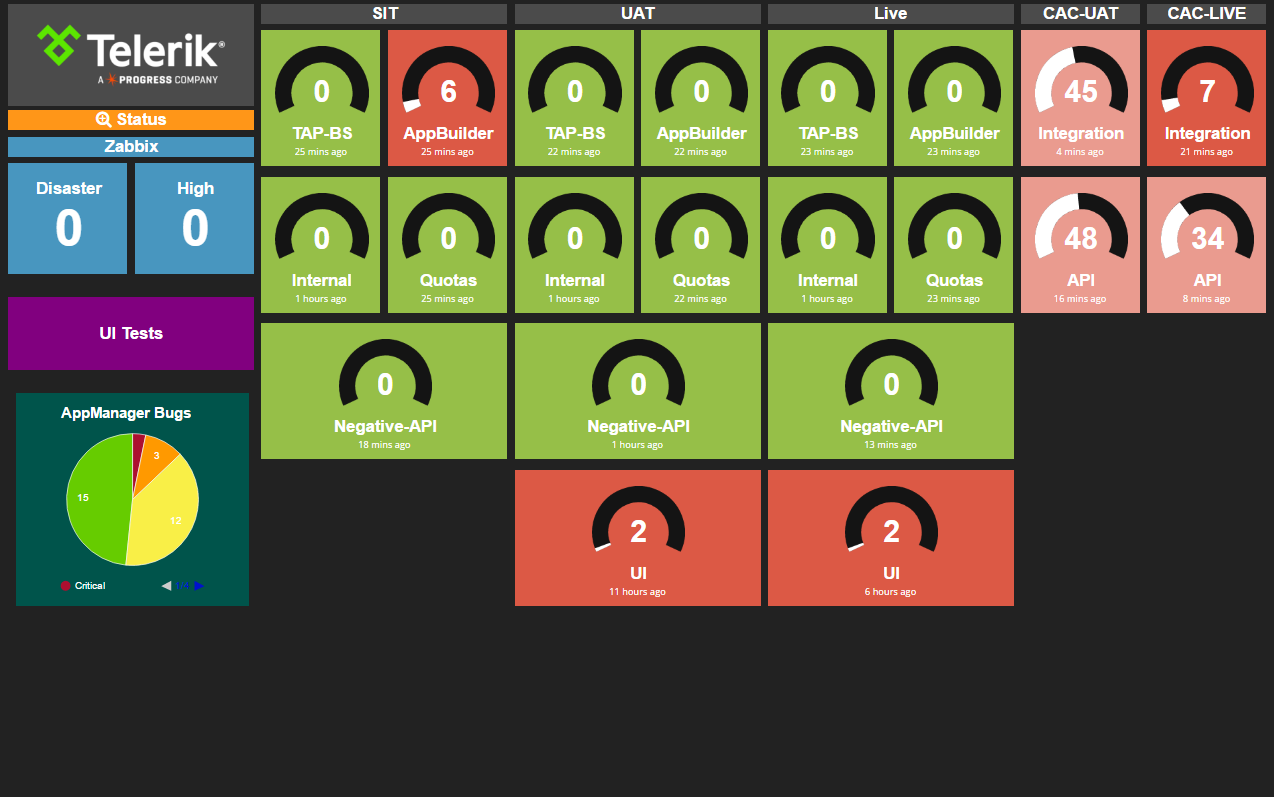 Telerik®
A PROGRESS COMPANY
Status
Zabbix
Disaster
0
High
0
UI Tests
AppManager Bugs
3
15
12
Critical
1/4
SIT
UAT
Live
CAC-UAT
CAC-LIVE
0
TAP-BS
25 mins ago
6
AppBuilder
25 mins ago
0
TAP-BS
22 mins ago
0
AppBuilder
22 mins ago
0
TAP-BS
23 mins ago
0
AppBuilder
23 mins ago
45
Integration
4 mins ago
7
Integration
21 mins ago
0
Internal
1 hours ago
0
Quotas
25 mins ago
0
Internal
1 hours ago
0
Quotas
22 mins ago
0
Internal
1 hours ago
0
Quotas
23 mins ago
48
API
16 mins ago
34
API
8 mins ago
0
Negative-API
18 mins ago
0
Negative-API
1 hours ago
0
Negative-API
13 mins ago
2
UI
11 hours ago
2
UI
6 hours ago